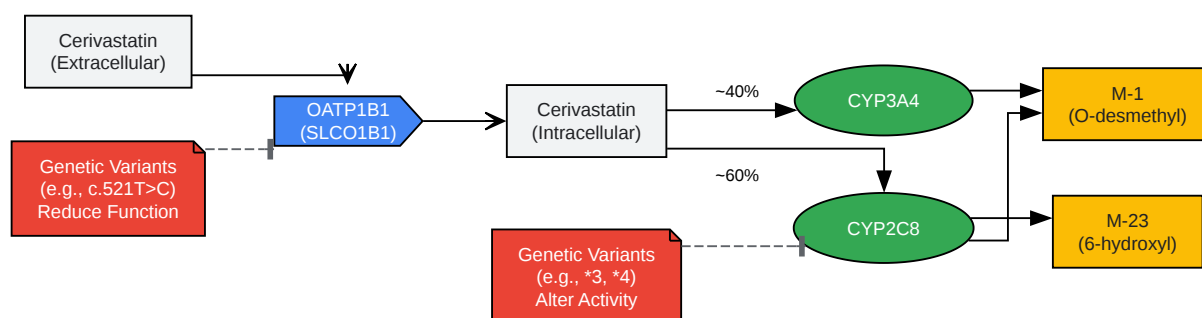 Cerivastatin
(Extracellular)
OATP1B1
(SLCO1B1)
Genetic Variants
(e.g., c.521T>C)
Reduce Function
Cerivastatin
(Intracellular)
~40%
~60%
CYP3A4
CYP2C8
Genetic Variants
(e.g., *3, *4)
Alter Activity
M-1
(O-desmethyl)
M-23
(6-hydroxyl)